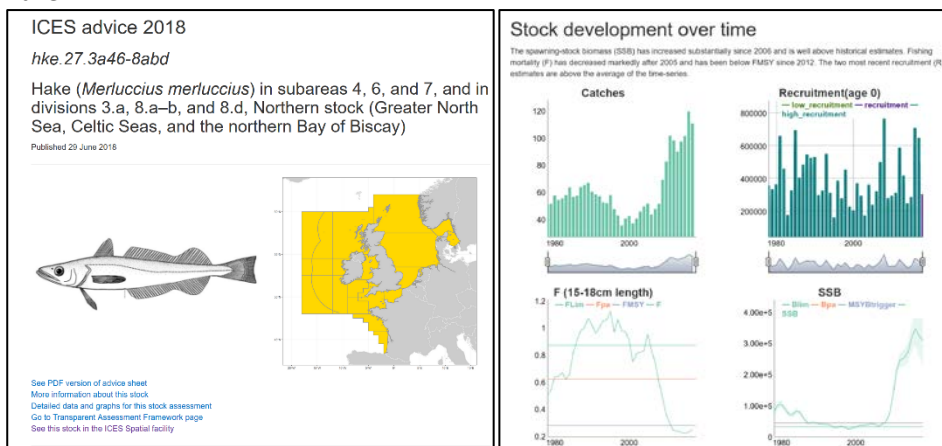 ICES advice 2018
hke.27.3a46-8abd
Hake (Merluccius merluccius) in subareas 4, 6, and 7, and in
divisions 3.a, 8.a–b, and 8.d, Northern stock (Greater North
Sea, Celtic Seas, and the northern Bay of Biscay)
Published 29 June 2018
See PDF version of advice sheet
More information about this stock
Detailed data and graphs for this stock assessment
Go to Transparent Assessment Framework page
See this stock in the ICES Spatial facility
Stock development over time
The spawning-stock biomass (SSB) has increased substantially since 2006 and is well above historical estimates. Fishing
mortality (F) has decreased markedly after 2005 and has been below FMSY since 2012. The two most recent recruitment (R)
estimates are above the average of the time-series.
Catches
120
100
80
60
40
1980
2000
Recruitment(age 0)
— low_recruitment — recruitment —
high_recruitment
800000
600000
400000
200000
1980
2000
F (15-18cm length)
— FLim — Fpa — FMSY — F
1.2
1
0.8
0.6
0.4
0.2
1980
2000
SSB
— Blim — Bpa — MSYBtrigger —
SSB
4.00e+5
3.00e+5
2.00e+5
1.00e+5
0
1980
2000